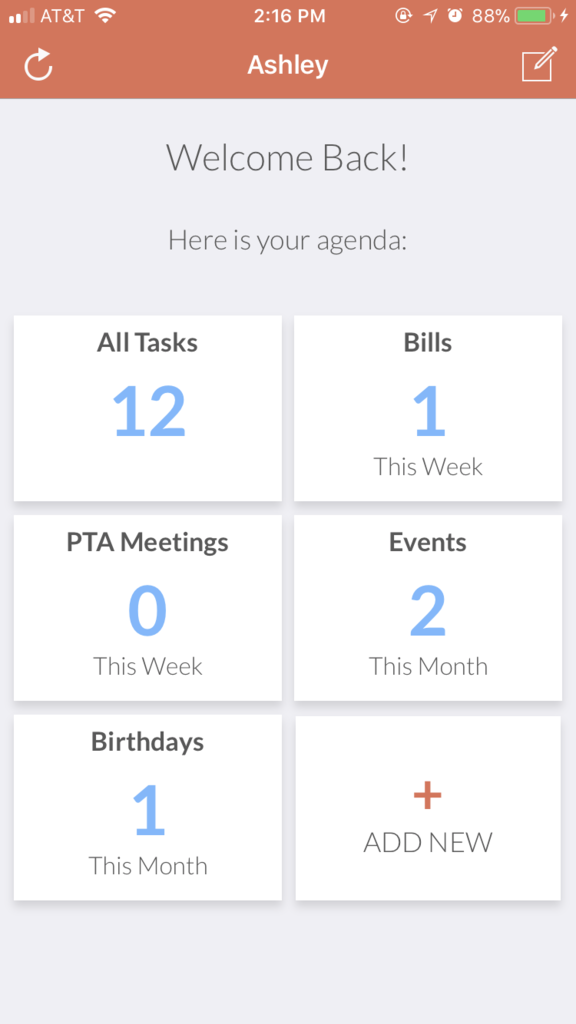 AT&T 2:16 PM 88%
Ashley
Welcome Back!
Here is your agenda:
All Tasks
12
Bills
1
This Week
PTA Meetings
0
This Week
Events
2
This Month
Birthdays
1
This Month
+
ADD NEW